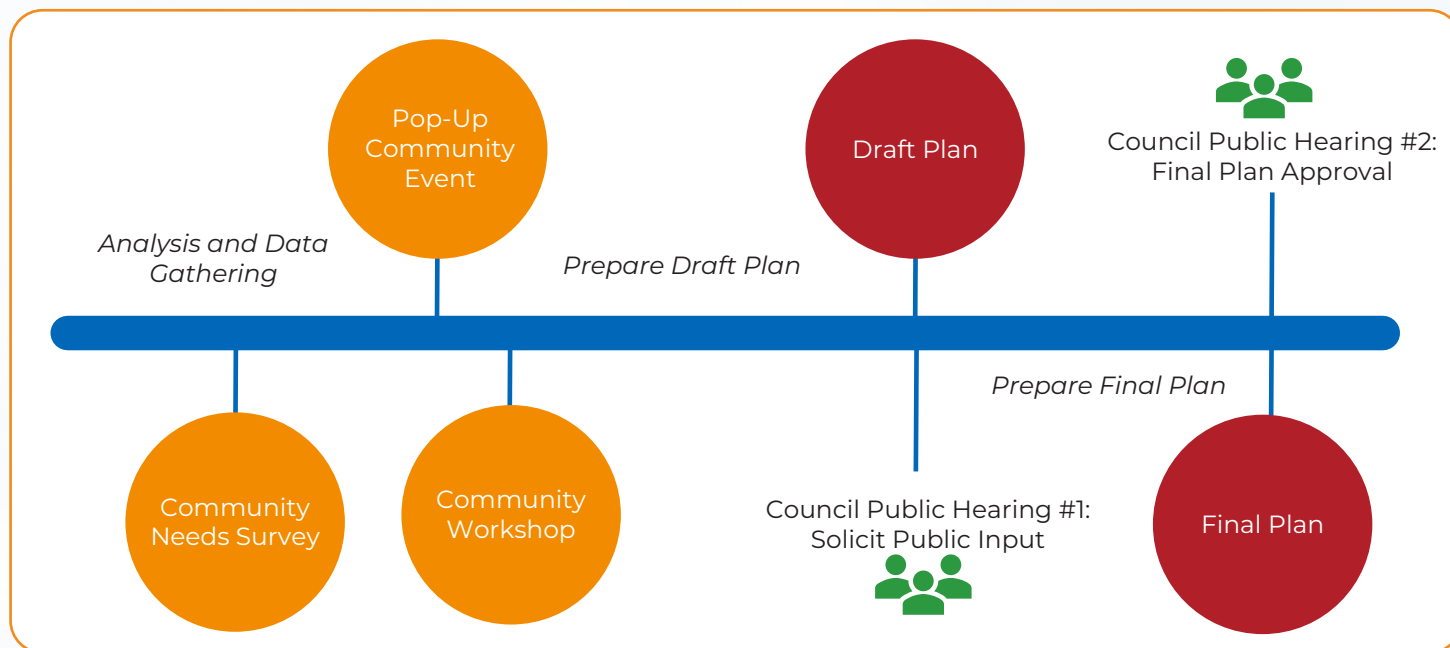 Pop-Up
Community
Event
Draft Plan
Council Public Hearing #2:
Final Plan Approval
Analysis and Data
Gathering
Prepare Draft Plan
Prepare Final Plan
Community
Needs Survey
Community
Workshop
Council Public Hearing #1:
Solicit Public Input
Final Plan